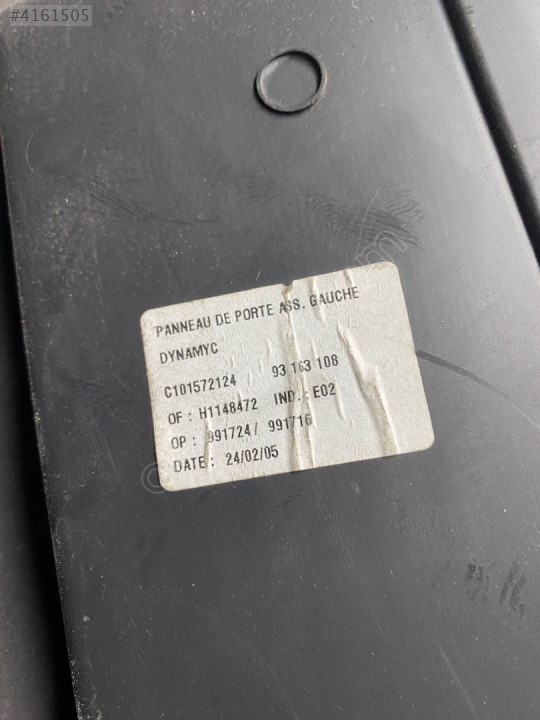 #4161505
PANNEAU DE PORTE ASS. GAUCHE
DYNAMYC
C101572124 93 163 108
OF : H1148472 IND. : E02
OP : 991724/ 991716
DATE : 24/02/05